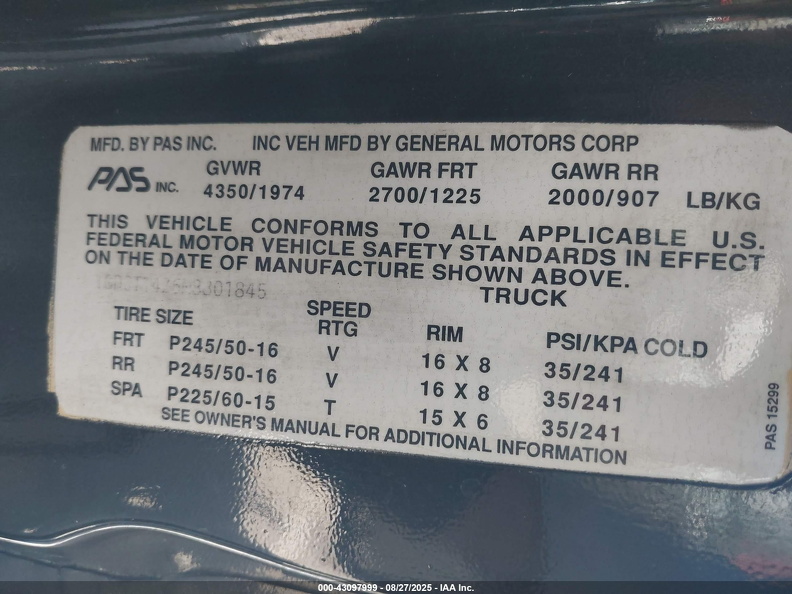 MFD. BY PAS INC. INC VEH MFD BY GENERAL MOTORS CORP
PAS INC. GVWR GAWR FRT GAWR RR
4350/1974 2700/1225 2000/907 LB/KG
THIS VEHICLE CONFORMS TO ALL APPLICABLE U.S.
FEDERAL MOTOR VEHICLE SAFETY STANDARDS IN EFFECT
ON THE DATE OF MANUFACTURE SHOWN ABOVE.
TRUCK
TIRE SIZE SPEED RTG RIM PSI/KPA COLD
FRT P245/50-16 V 16 X 8 35/241
RR P245/50-16 V 16 X 8 35/241
SPA P225/60-15 T 15 X 6 35/241
SEE OWNER'S MANUAL FOR ADDITIONAL INFORMATION
PAS 15299
000-43097999 - 08/27/2025 - IAA Inc.